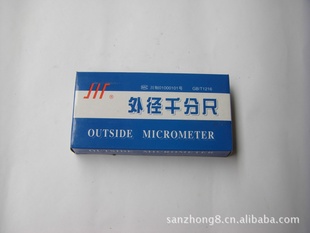 外径千分尺
OUTSIDE MICROMETER
sanzhong8.cn.alibaba.com